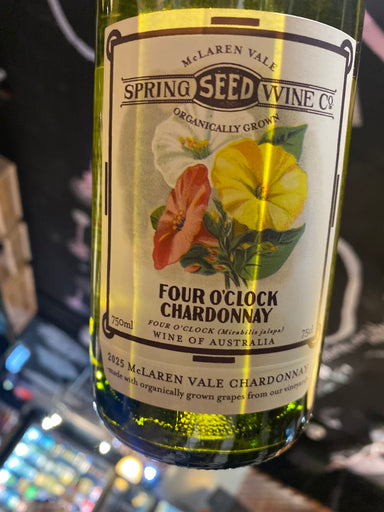 McLAREN VALE
SPRING SEED WINE Co.
ORGANICALLY GROWN
FOUR O'CLOCK
CHARDONNAY
750ml
FOUR O'CLOCK (Mirabilis jalapa)
WINE OF AUSTRALIA
2025 McLAREN VALE CHARDONNAY
made with organically grown grapes from our